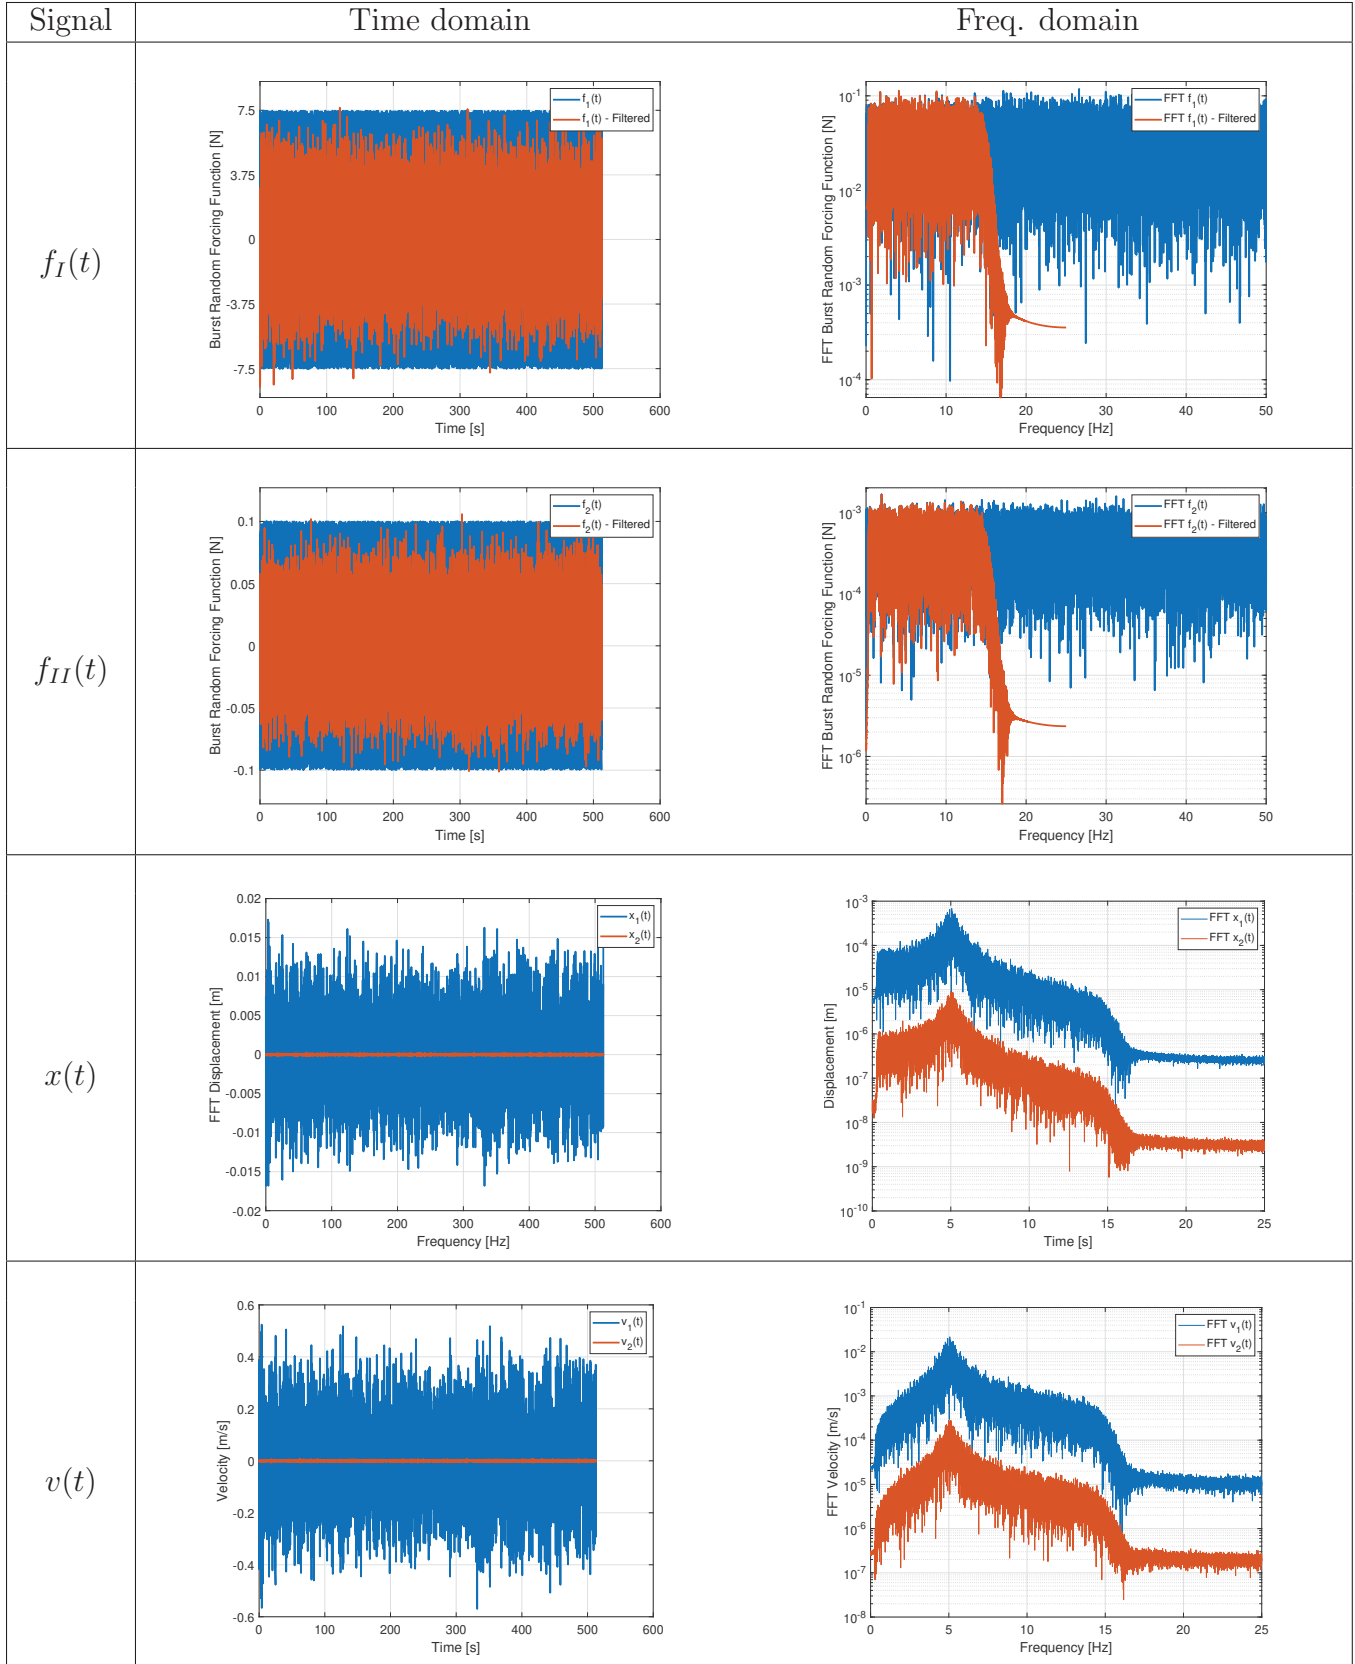 Signal Time domain Freq. domain
f_I(t)
Burst Random Forcing Function [N]
7.5
3.75
0
-3.75
-7.5
0 100 200 300 400 500 600
Time [s]
f_1(t)
f_1(t) - Filtered
FFT Burst Random Forcing Function [N]
10^-1
10^-2
10^-3
10^-4
0 10 20 30 40 50
Frequency [Hz]
FFT f_1(t)
FFT f_1(t) - Filtered
f_II(t)
Burst Random Forcing Function [N]
0.1
0.05
0
-0.05
-0.1
0 100 200 300 400 500 600
Time [s]
f_2(t)
f_2(t) - Filtered
FFT Burst Random Forcing Function [N]
10^-3
10^-4
10^-5
10^-6
0 10 20 30 40 50
Frequency [Hz]
FFT f_2(t)
FFT f_2(t) - Filtered
x(t)
FFT Displacement [m]
0.02
0.015
0.01
0.005
0
-0.005
-0.01
-0.015
-0.02
0 100 200 300 400 500 600
Frequency [Hz]
x_1(t)
x_2(t)
Displacement [m]
10^-3
10^-4
10^-5
10^-6
10^-7
10^-8
10^-9
10^-10
0 5 10 15 20 25
Time [s]
FFT x_1(t)
FFT x_2(t)
v(t)
Velocity [m/s]
0.6
0.4
0.2
0
-0.2
-0.4
-0.6
0 100 200 300 400 500 600
Time [s]
v_1(t)
v_2(t)
FFT Velocity [m/s]
10^-1
10^-2
10^-3
10^-4
10^-5
10^-6
10^-7
10^-8
0 5 10 15 20 25
Frequency [Hz]
FFT v_1(t)
FFT v_2(t)